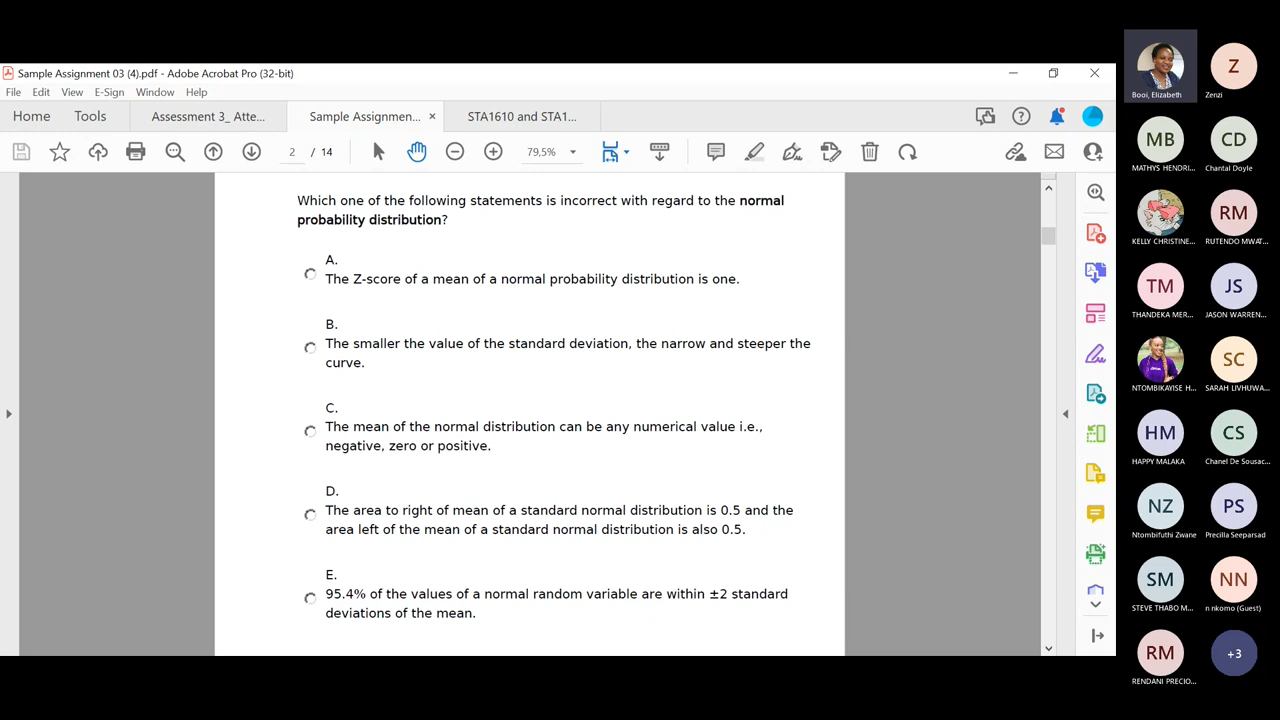 Sample Assignment 03 (4).pdf - Adobe Acrobat Pro (32-bit)
File Edit View E-Sign Window Help
Home Tools Assessment 3_ Atte... Sample Assignmen... × STA1610 and STA1...
2 / 14 79,5%
Which one of the following statements is incorrect with regard to the normal
probability distribution?
A.
The Z-score of a mean of a normal probability distribution is one.
B.
The smaller the value of the standard deviation, the narrow and steeper the
curve.
C.
The mean of the normal distribution can be any numerical value i.e.,
negative, zero or positive.
D.
The area to right of mean of a standard normal distribution is 0.5 and the
area left of the mean of a standard normal distribution is also 0.5.
E.
95.4% of the values of a normal random variable are within ±2 standard
deviations of the mean.
Booi, Elizabeth
Z
Zenzi
MB
MATHYS HENDRI...
CD
Chantal Doyle
KELLY CHRISTINE...
RM
RUTENDO MWAT...
TM
THANDEKA MER...
JS
JASON WARREN...
NTOMBIKAYISE H...
SC
SARAH LIVHUWA...
HM
HAPPY MALAKA
CS
Chanel De Sousac...
NZ
Ntombifuthi Zwane
PS
Precilla Seeparsad
SM
STEVE THABO M...
NN
n nkomo (Guest)
RM
RENDANI PRECIO...
+3